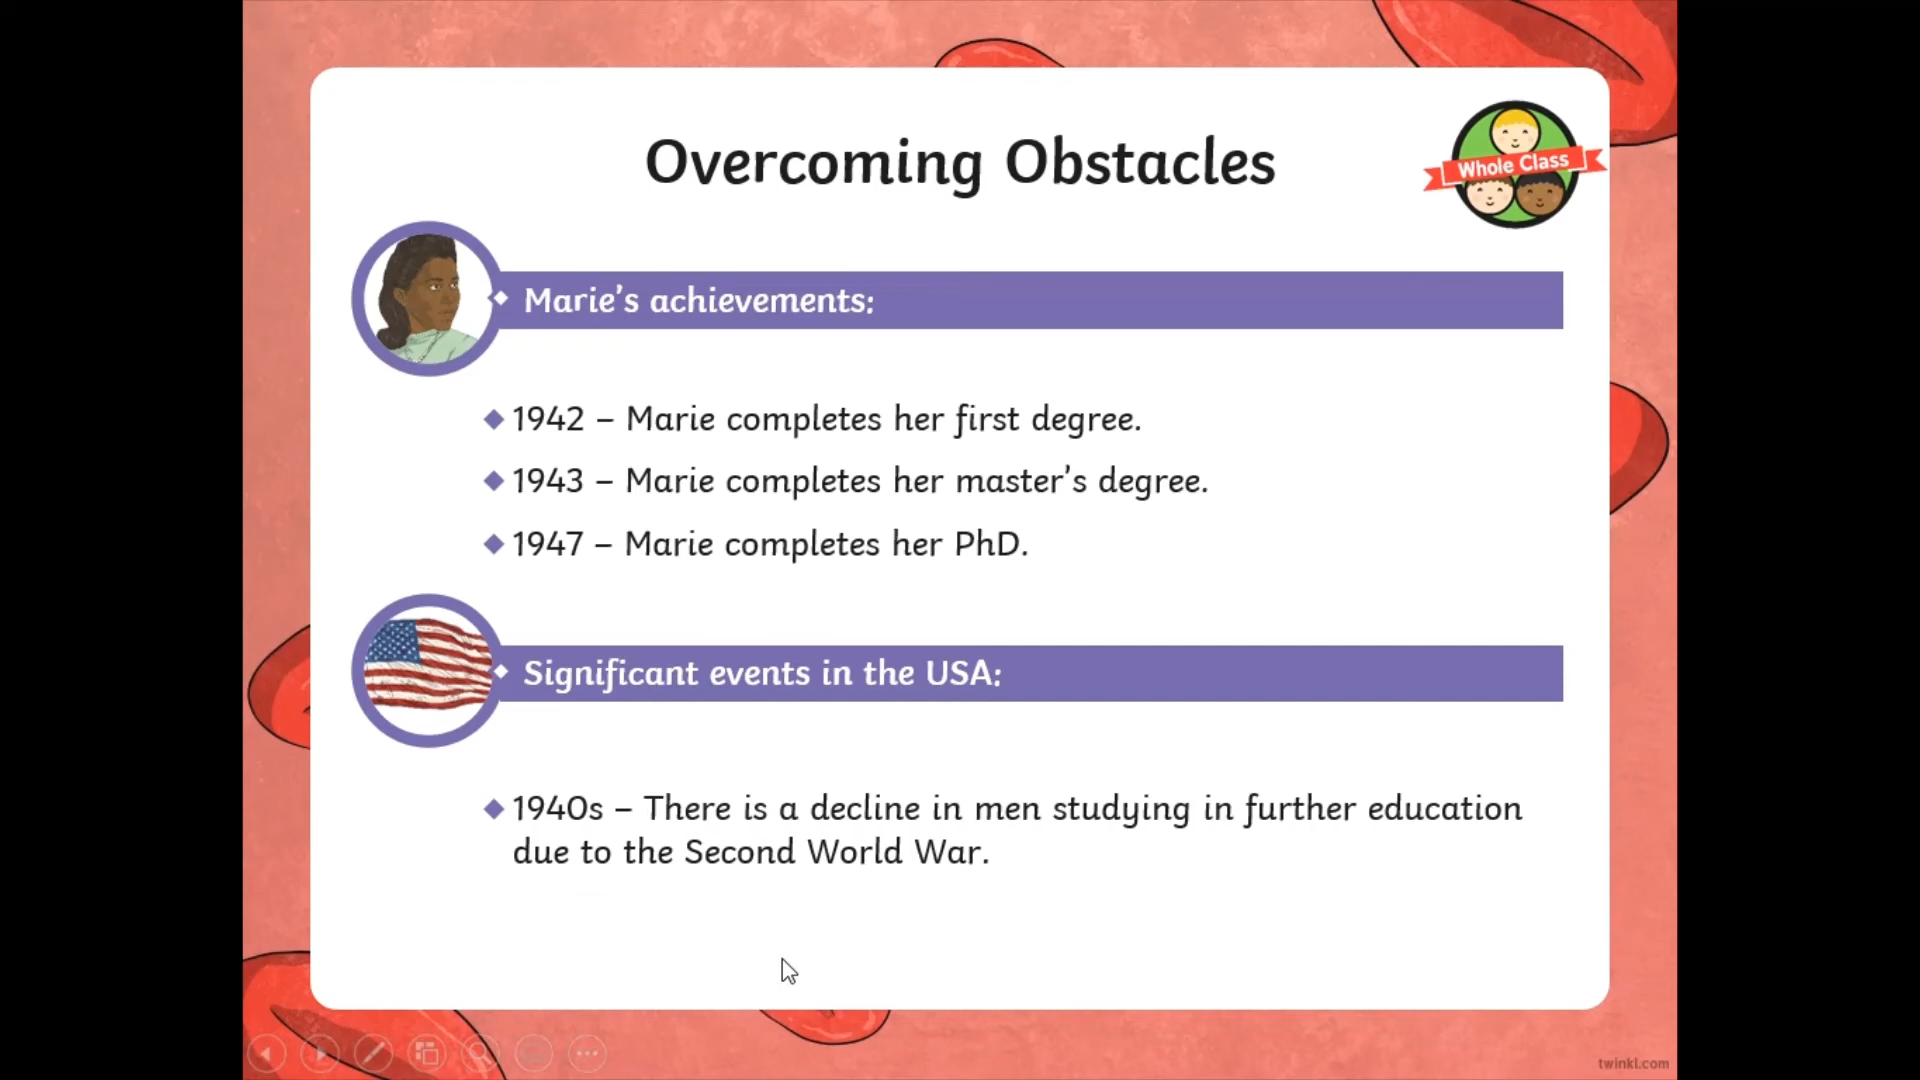 Overcoming Obstacles
Whole Class
Marie's achievements:
1942 – Marie completes her first degree.
1943 – Marie completes her master's degree.
1947 – Marie completes her PhD.
Significant events in the USA:
1940s – There is a decline in men studying in further education
due to the Second World War.
twinkl.com